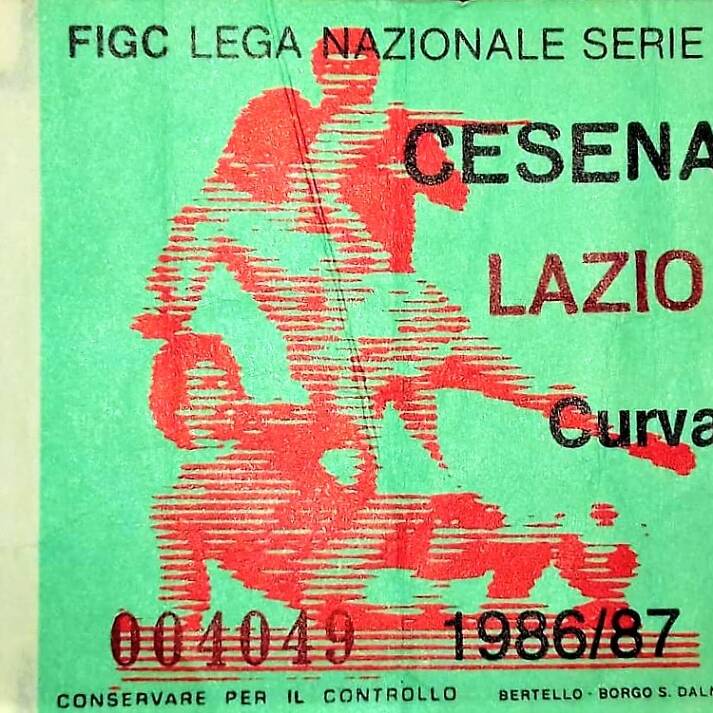 FIGC LEGA NAZIONALE SERIE
CESENA
LAZIO
Curva
004049 1986/87
CONSERVARE PER IL CONTROLLO BERTELLO - BORGO S. DAL